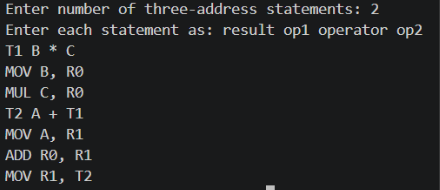 Enter number of three-address statements: 2
Enter each statement as: result op1 operator op2
T1 B * C
MOV B, R0
MUL C, R0
T2 A + T1
MOV A, R1
ADD R0, R1
MOV R1, T2